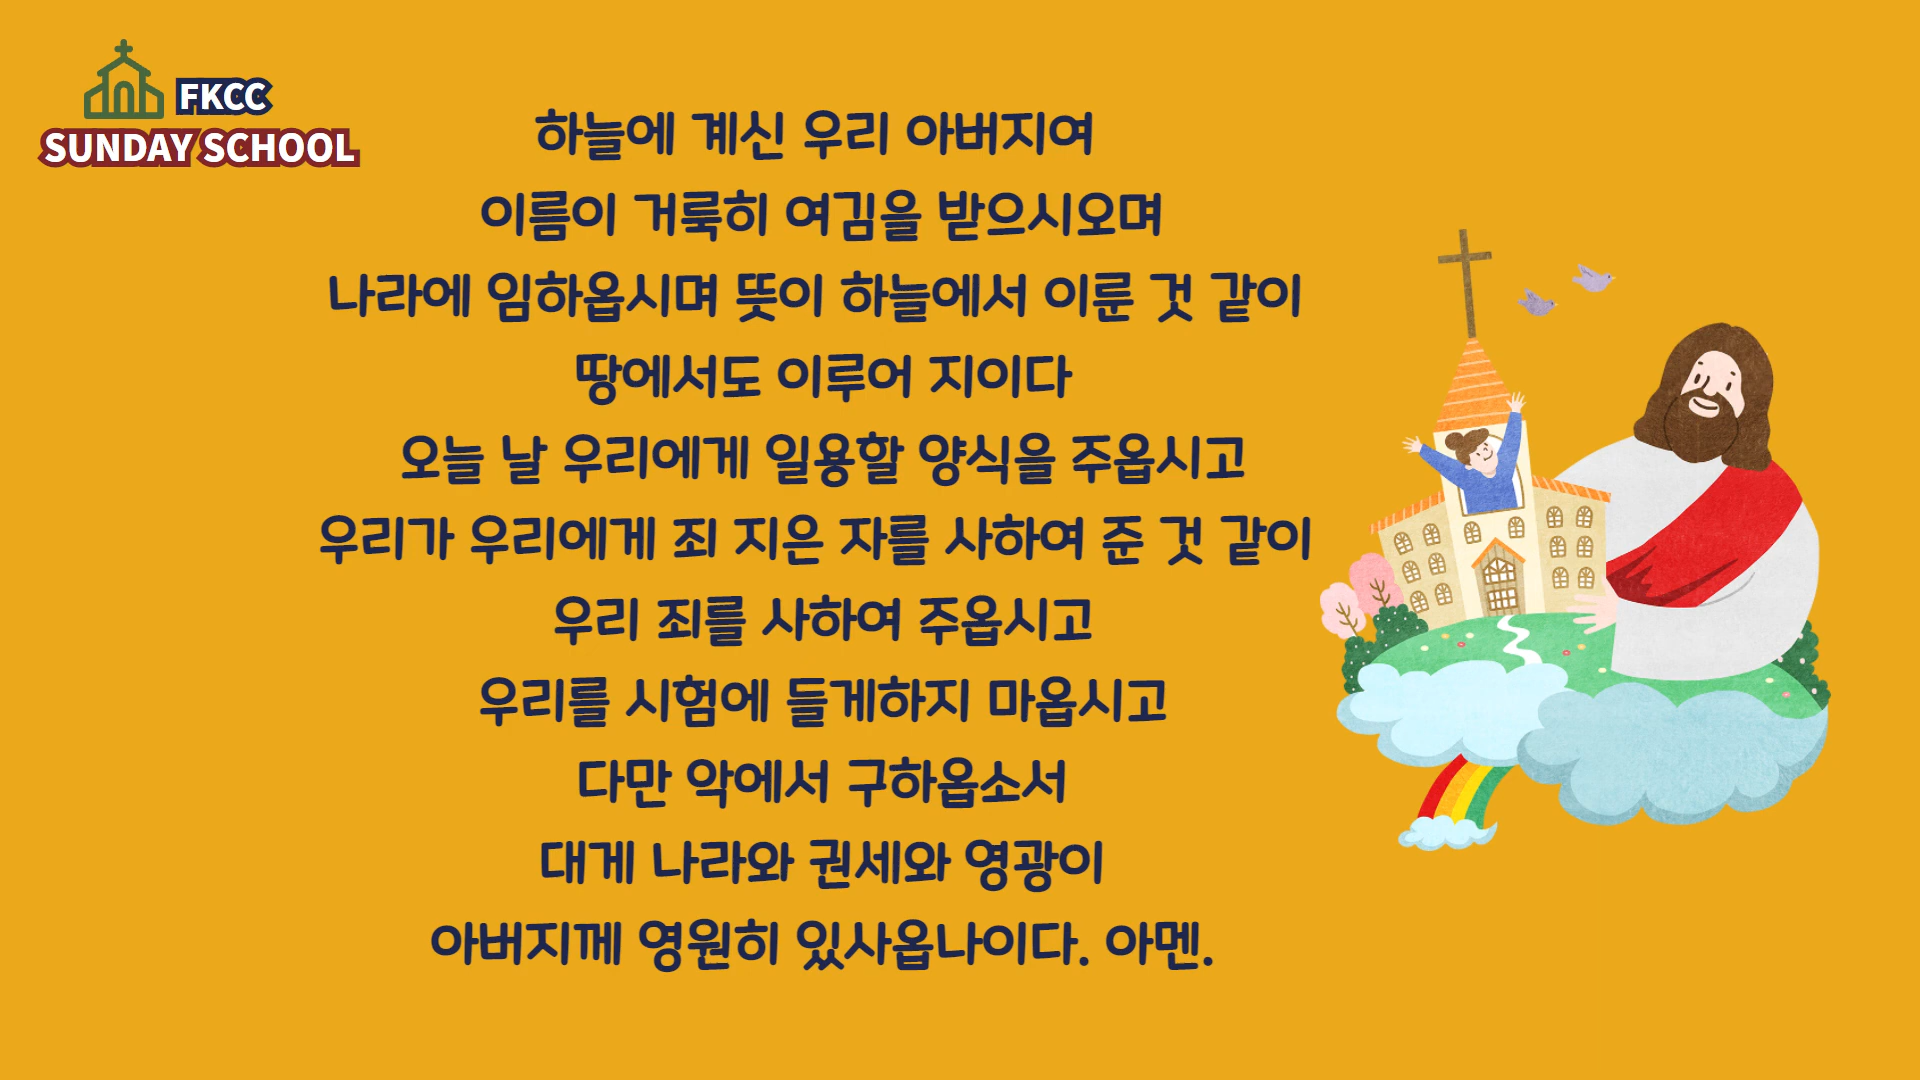 FKCC
SUNDAY SCHOOL
하늘에 계신 우리 아버지여
이름이 거룩히 여김을 받으시오며
나라에 임하옵시며 뜻이 하늘에서 이룬 것 같이
땅에서도 이루어 지이다
오늘 날 우리에게 일용할 양식을 주옵시고
우리가 우리에게 죄 지은 자를 사하여 준 것 같이
우리 죄를 사하여 주옵시고
우리를 시험에 들게하지 마옵시고
다만 악에서 구하옵소서
대게 나라와 권세와 영광이
아버지께 영원히 있사옵나이다. 아멘.